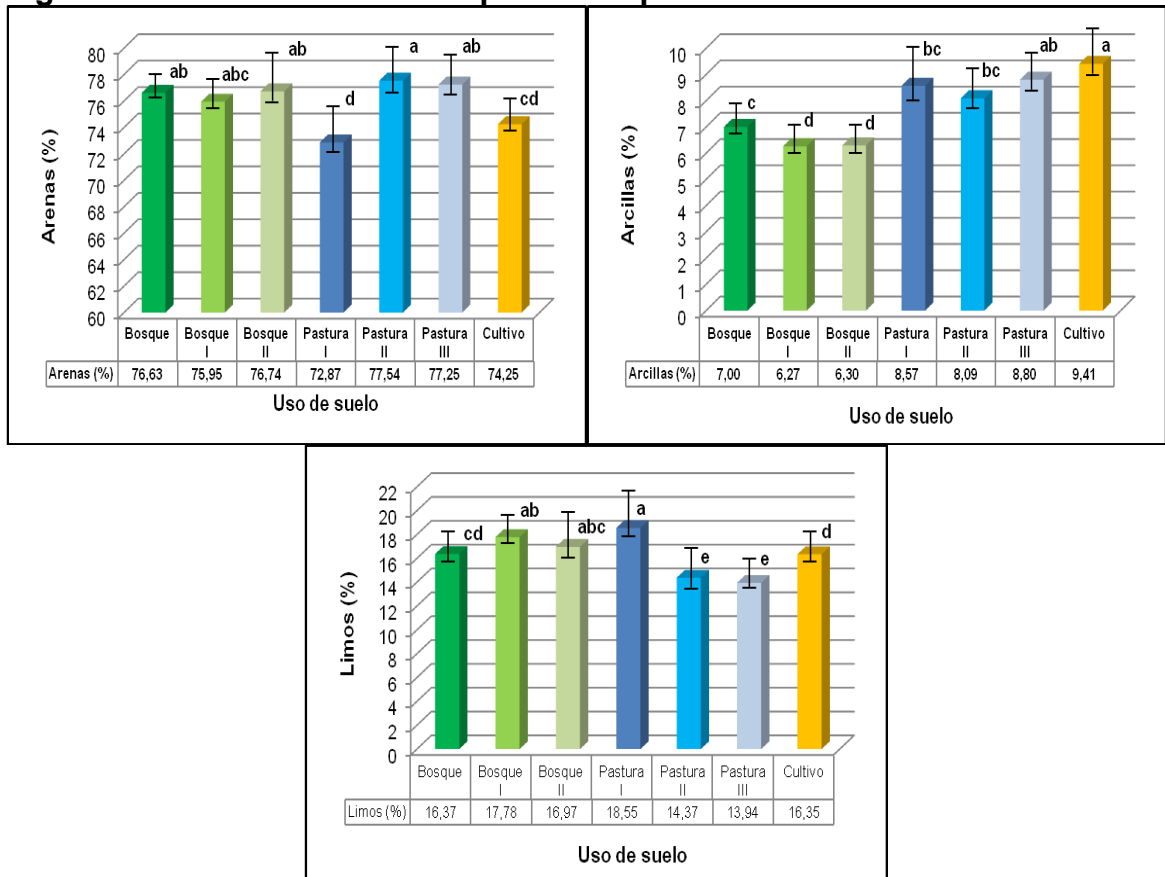 Arenas (%)
80
78
76
74
72
70
68
66
64
62
60
ab
abc
ab
d
a
ab
cd
Bosque Bosque I Bosque II Pastura I Pastura II Pastura III Cultivo
Arenas (%) 76,63 75,95 76,74 72,87 77,54 77,25 74,25
Uso de suelo
Arcillas (%)
10
9
8
7
6
5
4
3
2
1
0
c
d
d
bc
bc
ab
a
Bosque Bosque I Bosque II Pastura I Pastura II Pastura III Cultivo
Arcillas (%) 7,00 6,27 6,30 8,57 8,09 8,80 9,41
Uso de suelo
Limos (%)
22
20
18
16
14
12
10
8
6
4
2
0
cd
ab
abc
a
e
e
d
Bosque Bosque I Bosque II Pastura I Pastura II Pastura III Cultivo
Limos (%) 16,37 17,78 16,97 18,55 14,37 13,94 16,35
Uso de suelo